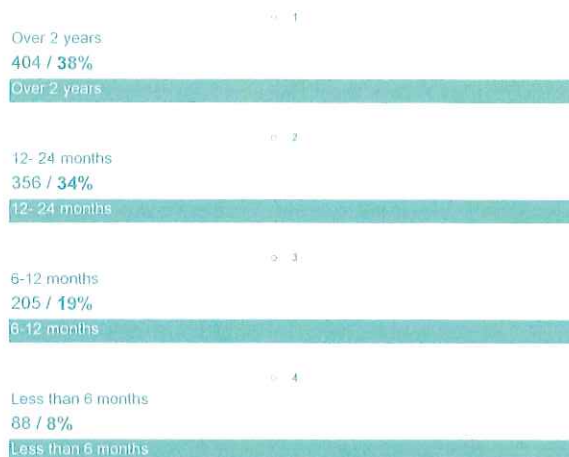 1
Over 2 years
404 / 38%
Over 2 years
2
12- 24 months
356 / 34%
12- 24 months
3
6-12 months
205 / 19%
6-12 months
4
Less than 6 months
88 / 8%
Less than 6 months